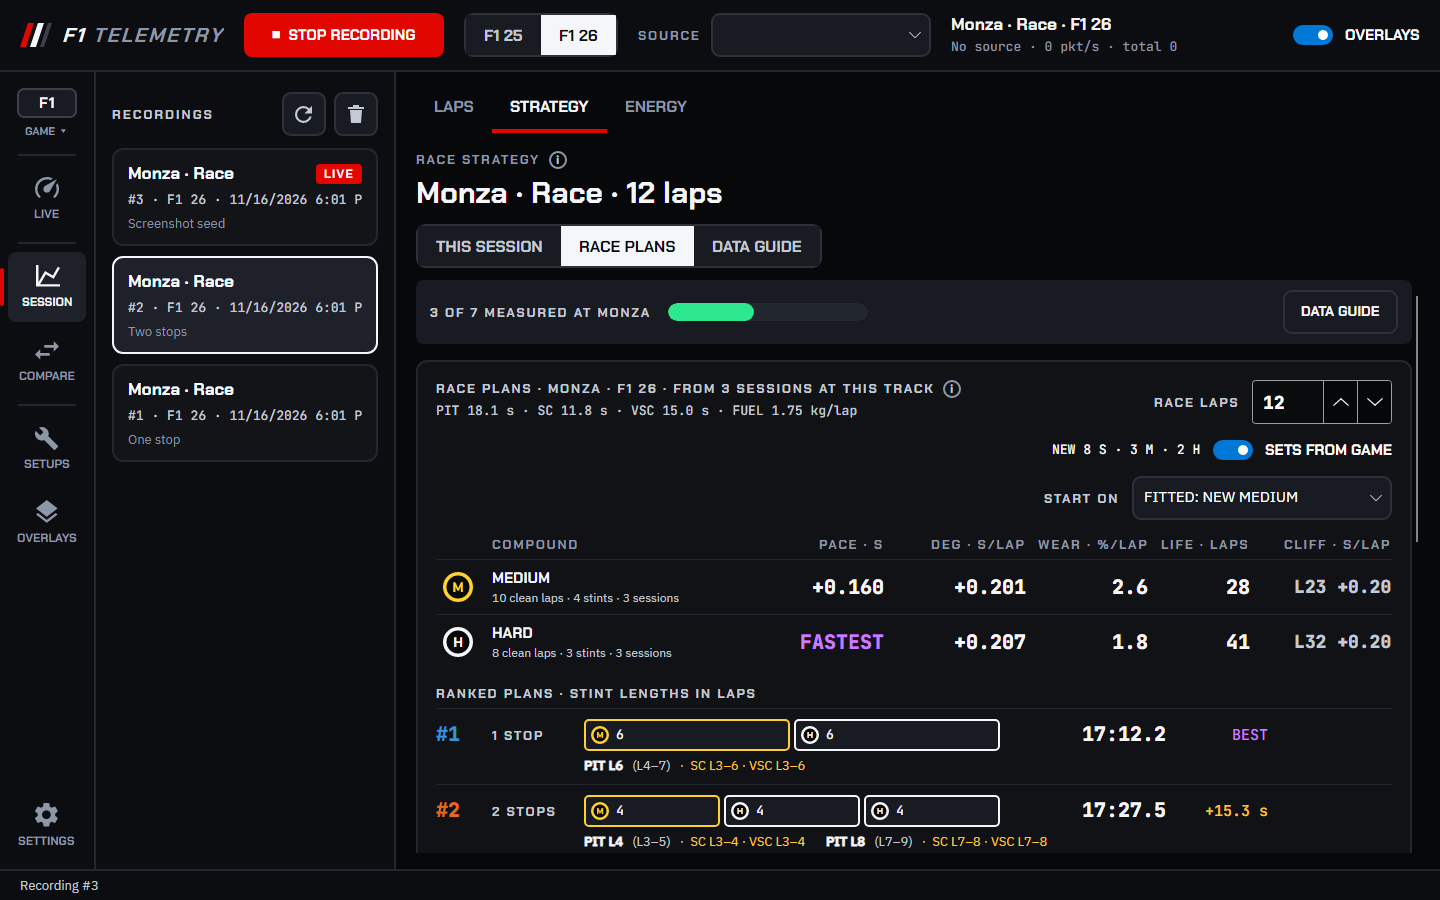 F1 TELEMETRY
STOP RECORDING
F1 25
F1 26
SOURCE
Monza · Race · F1 26
No source · 0 pkt/s · total 0
OVERLAYS
F1
GAME
LIVE
SESSION
COMPARE
SETUPS
OVERLAYS
SETTINGS
RECORDINGS
Monza · Race
LIVE
#3 · F1 26 · 11/16/2026 6:01 P
Screenshot seed
Monza · Race
#2 · F1 26 · 11/16/2026 6:01 P
Two stops
Monza · Race
#1 · F1 26 · 11/16/2026 6:01 P
One stop
LAPS
STRATEGY
ENERGY
RACE STRATEGY
Monza · Race · 12 laps
THIS SESSION
RACE PLANS
DATA GUIDE
3 OF 7 MEASURED AT MONZA
DATA GUIDE
RACE PLANS · MONZA · F1 26 · FROM 3 SESSIONS AT THIS TRACK
PIT 18.1 s · SC 11.8 s · VSC 15.0 s · FUEL 1.75 kg/lap
RACE LAPS
12
NEW 8 S · 3 M · 2 H
SETS FROM GAME
START ON
FITTED: NEW MEDIUM
COMPOUND PACE · S DEG · S/LAP WEAR · %/LAP LIFE · LAPS CLIFF · S/LAP
M MEDIUM +0.160 +0.201 2.6 28 L23 +0.20
10 clean laps · 4 stints · 3 sessions
H HARD FASTEST +0.207 1.8 41 L32 +0.20
8 clean laps · 3 stints · 3 sessions
RANKED PLANS · STINT LENGTHS IN LAPS
#1 1 STOP M 6 H 6 17:12.2 BEST
PIT L6 (L4–7) · SC L3–6 · VSC L3–6
#2 2 STOPS M 4 H 4 H 4 17:27.5 +15.3 s
PIT L4 (L3–5) · SC L3–4 · VSC L3–4 PIT L8 (L7–9) · SC L7–8 · VSC L7–8
Recording #3